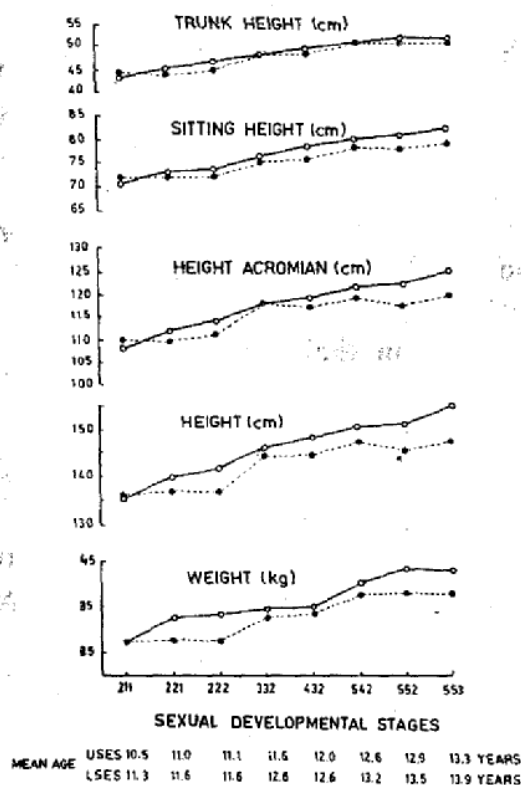 TRUNK HEIGHT (cm)
55
50
45
40
SITTING HEIGHT (cm)
85
80
75
70
65
HEIGHT ACROMIAN (cm)
130
125
120
115
110
105
100
HEIGHT (cm)
150
140
130
WEIGHT (kg)
45
35
211 221 222 332 432 542 552 553
SEXUAL DEVELOPMENTAL STAGES
MEAN AGE
USES 10.5 11.0 11.1 11.6 12.0 12.6 12.9 13.3 YEARS
LSES 11.3 11.6 11.6 12.6 12.6 13.2 13.5 13.9 YEARS